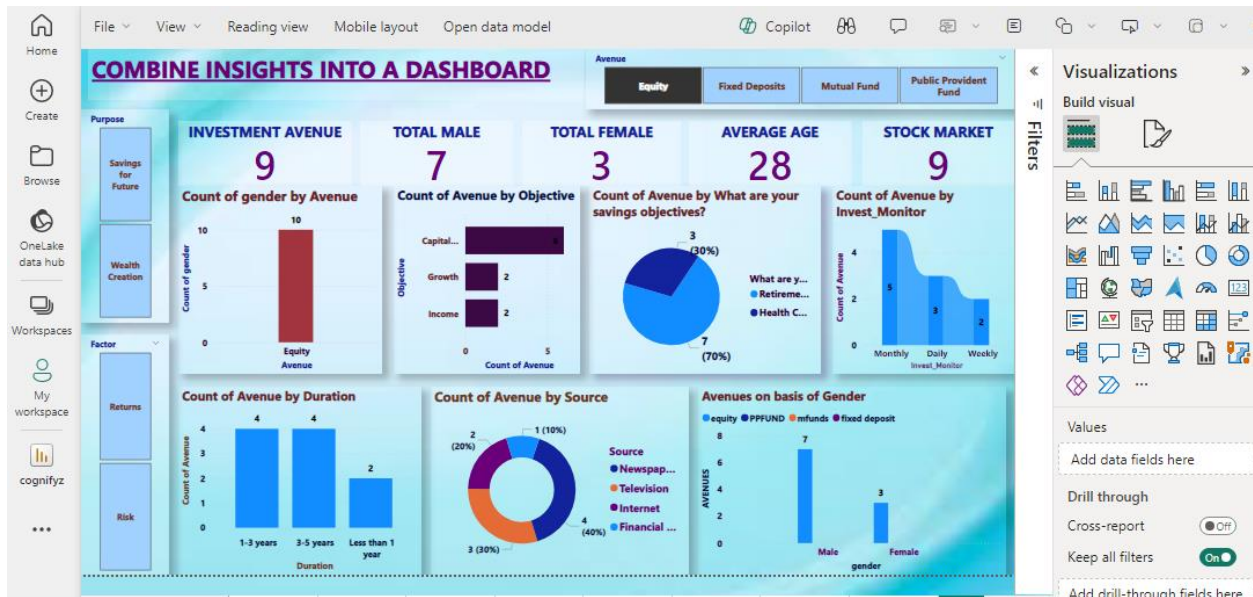 File View Reading view Mobile layout Open data model Copilot
Home
Create
Browse
OneLake
data hub
Workspaces
My
workspace
cognifyz
COMBINE INSIGHTS INTO A DASHBOARD
Avenue
Equity Fixed Deposits Mutual Fund Public Provident
Fund
Purpose
Savings
for
Future
Wealth
Creation
Factor
Returns
Risk
INVESTMENT AVENUE
9
TOTAL MALE
7
TOTAL FEMALE
3
AVERAGE AGE
28
STOCK MARKET
9
Count of gender by Avenue
10
10
5
0
Count of gender
Equity
Avenue
Count of Avenue by Objective
Objective
Capital...
Growth 2
Income 2
0 5
Count of Avenue
Count of Avenue by What are your
savings objectives?
3
(30%)
7
(70%)
What are y...
Retireme...
Health C...
Count of Avenue by
Invest_Monitor
Count of Avenue
4
2
0
5
3
2
Monthly Daily Weekly
Invest_Monitor
Count of Avenue by Duration
Count of Avenue
4
3
2
1
0
4 4 2
1-3 years 3-5 years Less than 1
year
Duration
Count of Avenue by Source
1 (10%)
2
(20%)
3 (30%)
4
(40%)
Source
Newspap...
Television
Internet
Financial ...
Avenues on basis of Gender
equity PPFUND mfunds fixed deposit
AVENUES
8
6
4
2
0
7
3
Male Female
gender
Filters
Visualizations
Build visual
123
Values
Add data fields here
Drill through
Cross-report Off
Keep all filters On
Add drill-through fields here